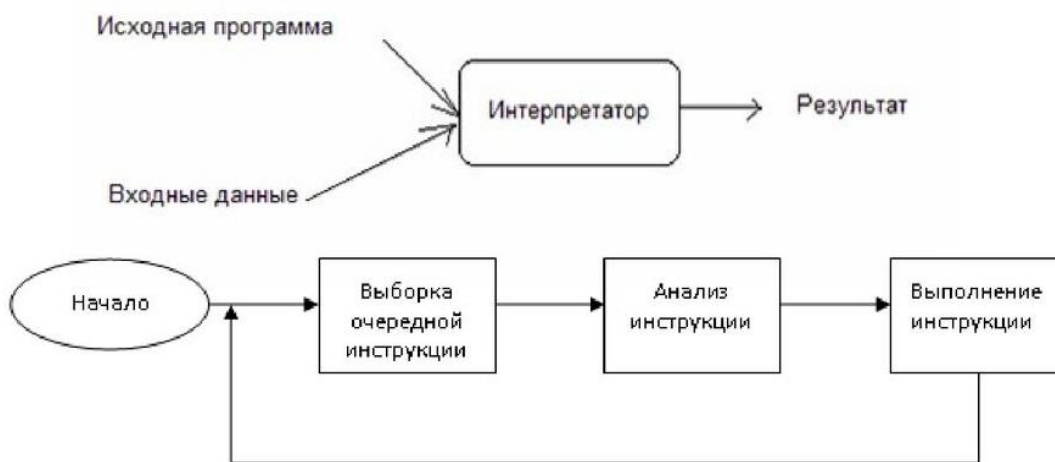 Исходная программа
Интерпретатор
Результат
Входные данные
Начало
Выборка
очередной
инструкции
Анализ
инструкции
Выполнение
инструкции